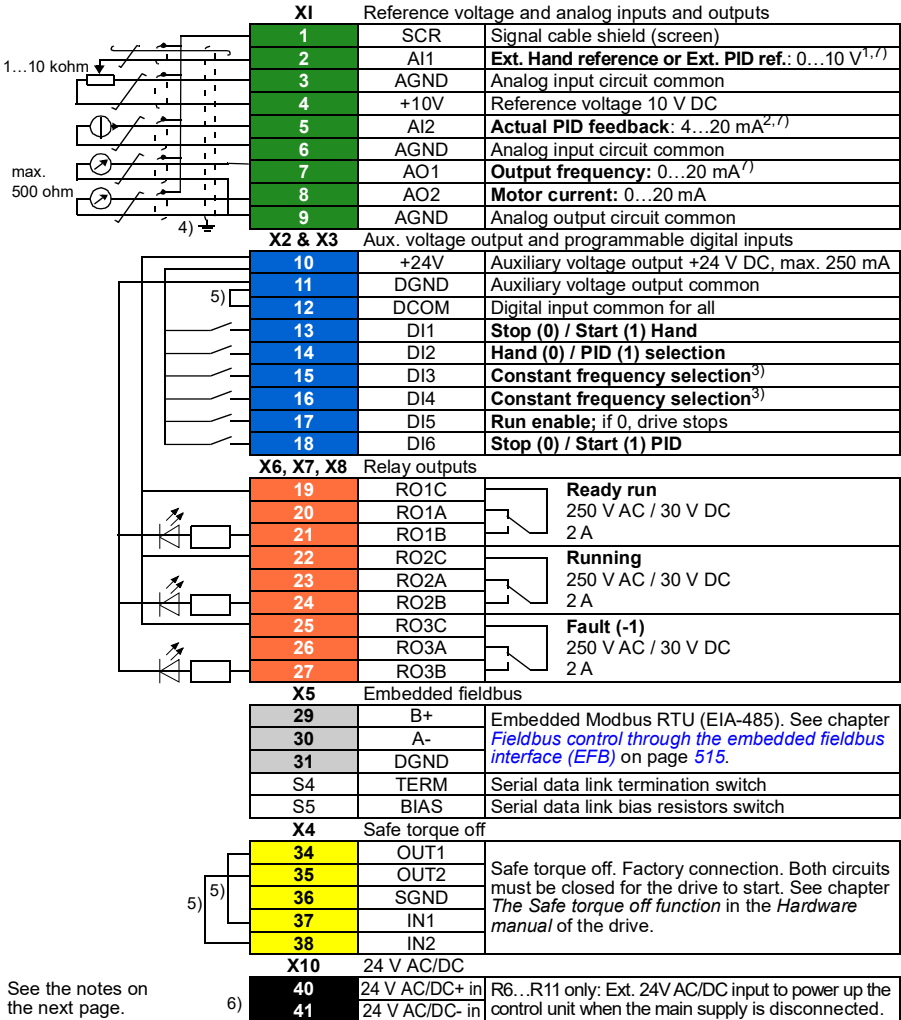 XI Reference voltage and analog inputs and outputs
1 SCR Signal cable shield (screen)
2 AI1 Ext. Hand reference or Ext. PID ref.: 0…10 V1,7)
1…10 kohm
3 AGND Analog input circuit common
4 +10V Reference voltage 10 V DC
5 AI2 Actual PID feedback: 4…20 mA2,7)
6 AGND Analog input circuit common
max.
500 ohm
7 AO1 Output frequency: 0…20 mA7)
8 AO2 Motor current: 0…20 mA
9 AGND Analog output circuit common
4)
X2 & X3 Aux. voltage output and programmable digital inputs
10 +24V Auxiliary voltage output +24 V DC, max. 250 mA
11 DGND Auxiliary voltage output common
5)
12 DCOM Digital input common for all
13 DI1 Stop (0) / Start (1) Hand
14 DI2 Hand (0) / PID (1) selection
15 DI3 Constant frequency selection3)
16 DI4 Constant frequency selection3)
17 DI5 Run enable; if 0, drive stops
18 DI6 Stop (0) / Start (1) PID
X6, X7, X8 Relay outputs
19 RO1C Ready run
20 RO1A 250 V AC / 30 V DC
21 RO1B 2 A
22 RO2C Running
23 RO2A 250 V AC / 30 V DC
24 RO2B 2 A
25 RO3C Fault (-1)
26 RO3A 250 V AC / 30 V DC
27 RO3B 2 A
X5 Embedded fieldbus
29 B+
30 A-
31 DGND
Embedded Modbus RTU (EIA-485). See chapter
Fieldbus control through the embedded fieldbus
interface (EFB) on page 515.
S4 TERM Serial data link termination switch
S5 BIAS Serial data link bias resistors switch
X4 Safe torque off
34 OUT1
35 OUT2
36 SGND
37 IN1
38 IN2
5) 5)
Safe torque off. Factory connection. Both circuits
must be closed for the drive to start. See chapter
The Safe torque off function in the Hardware
manual of the drive.
X10 24 V AC/DC
40 24 V AC/DC+ in
41 24 V AC/DC- in
R6…R11 only: Ext. 24V AC/DC input to power up the
control unit when the main supply is disconnected.
6)
See the notes on
the next page.